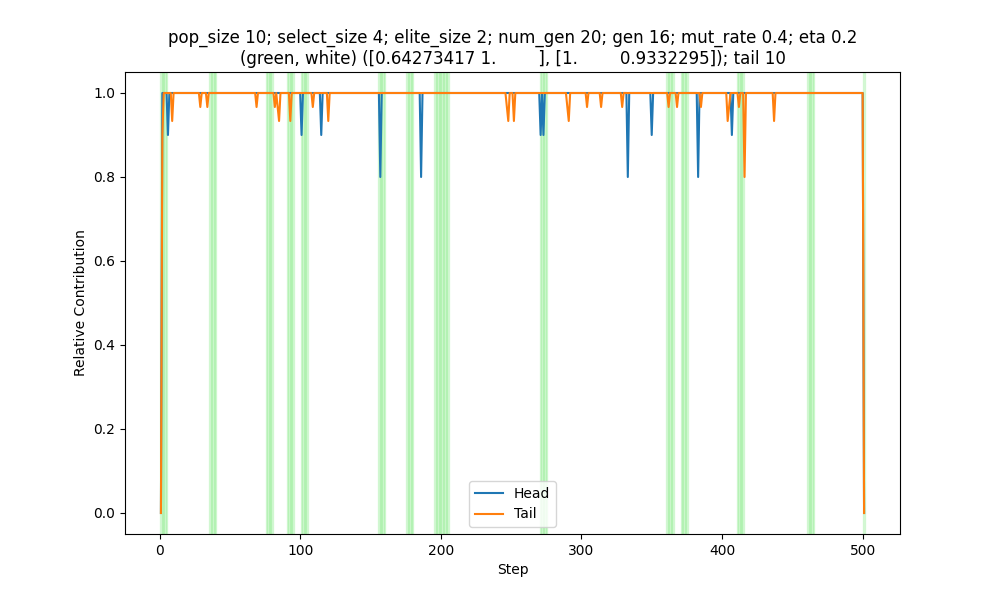 pop_size 10; select_size 4; elite_size 2; num_gen 20; gen 16; mut_rate 0.4; eta 0.2
(green, white) ([0.64273417 1.        ], [1.        0.9332295]); tail 10
Relative Contribution
1.0
0.8
0.6
0.4
0.2
0.0
Head
Tail
0
100
200
300
400
500
Step